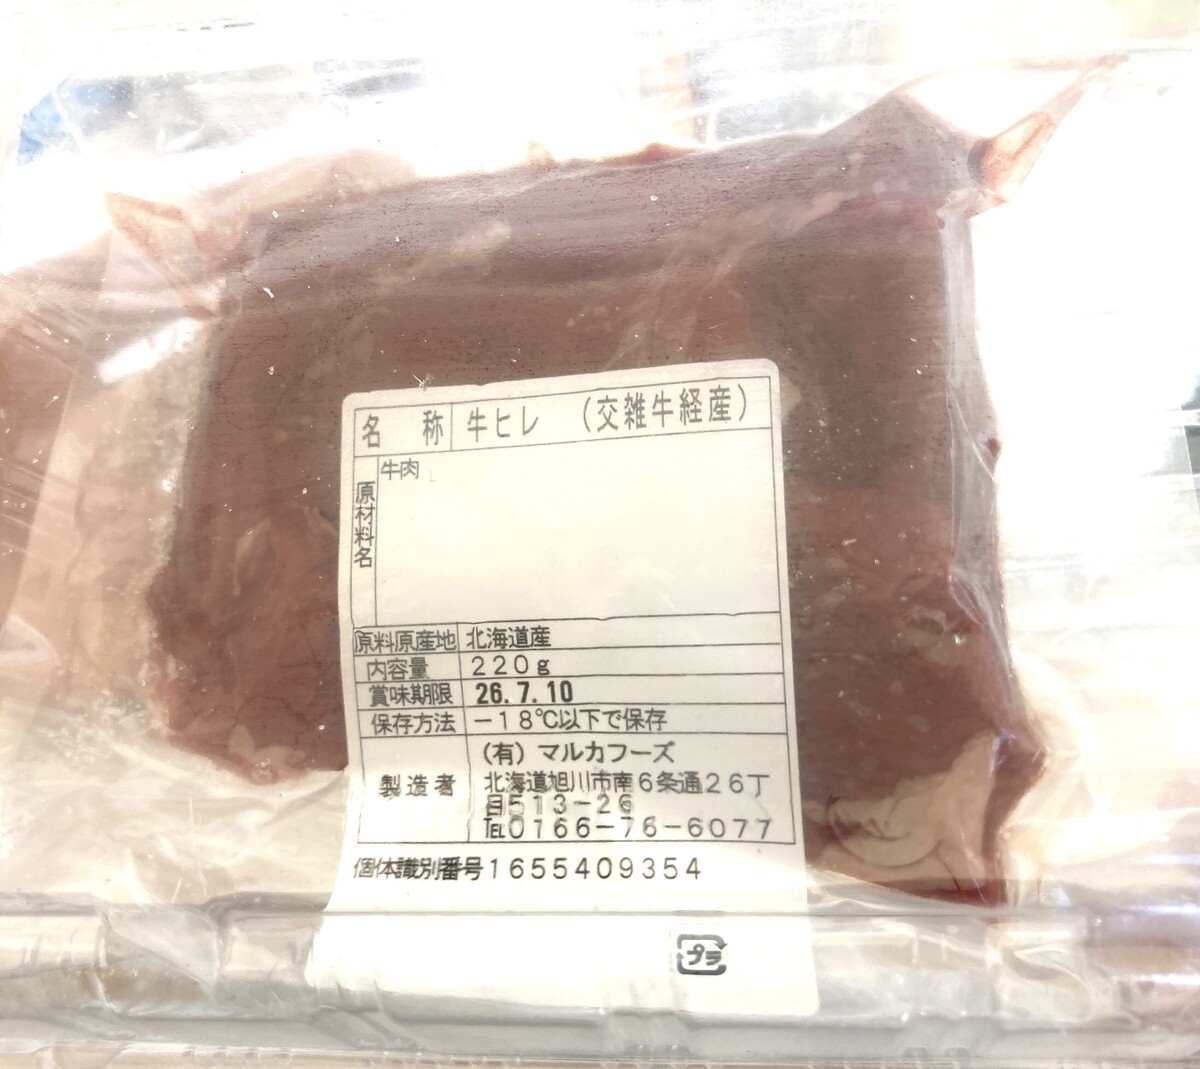 名 称 牛ヒレ （交雑牛経産）
原材料名 牛肉
原料原産地 北海道産
内容量 220g
賞味期限 26.7.10
保存方法 -18℃以下で保存
製造者 (有) マルカフーズ
北海道旭川市南6条通26丁
目513-26
℡0166-76-6077
個体識別番号1655409354
プラ